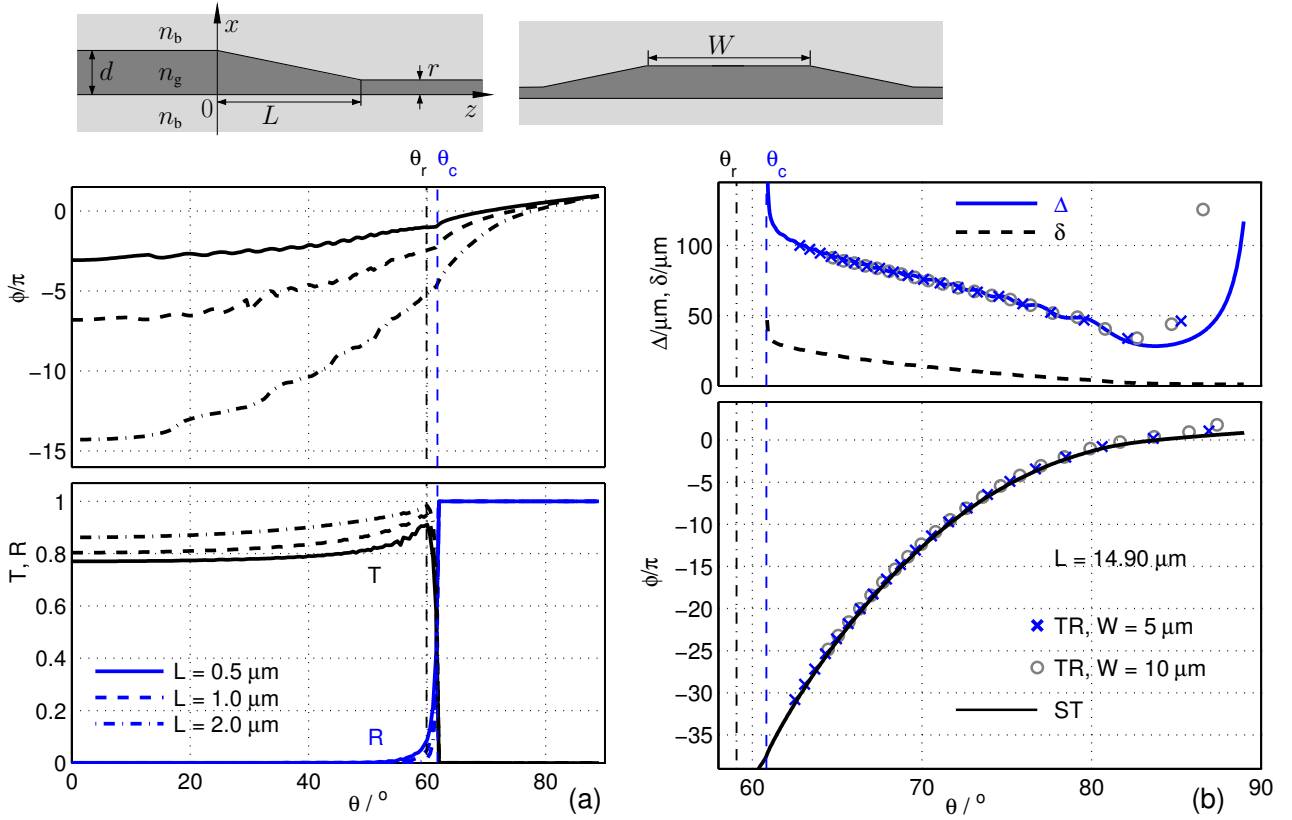 n_b
x
d
n_g
r
0
L
z
n_b
W
θ_r θ_c
0
−5
−10
−15
ϕ/π
1
0.8
0.6
0.4
0.2
0
T, R
T
R
L = 0.5 µm
L = 1.0 µm
L = 2.0 µm
0 20 40 60 80
θ / °
(a)
θ_r θ_c
100
50
0
Δ/µm, δ/µm
Δ
δ
0
−5
−10
−15
−20
−25
−30
−35
ϕ/π
L = 14.90 µm
TR, W = 5 µm
TR, W = 10 µm
ST
60 70 80 90
θ / °
(b)